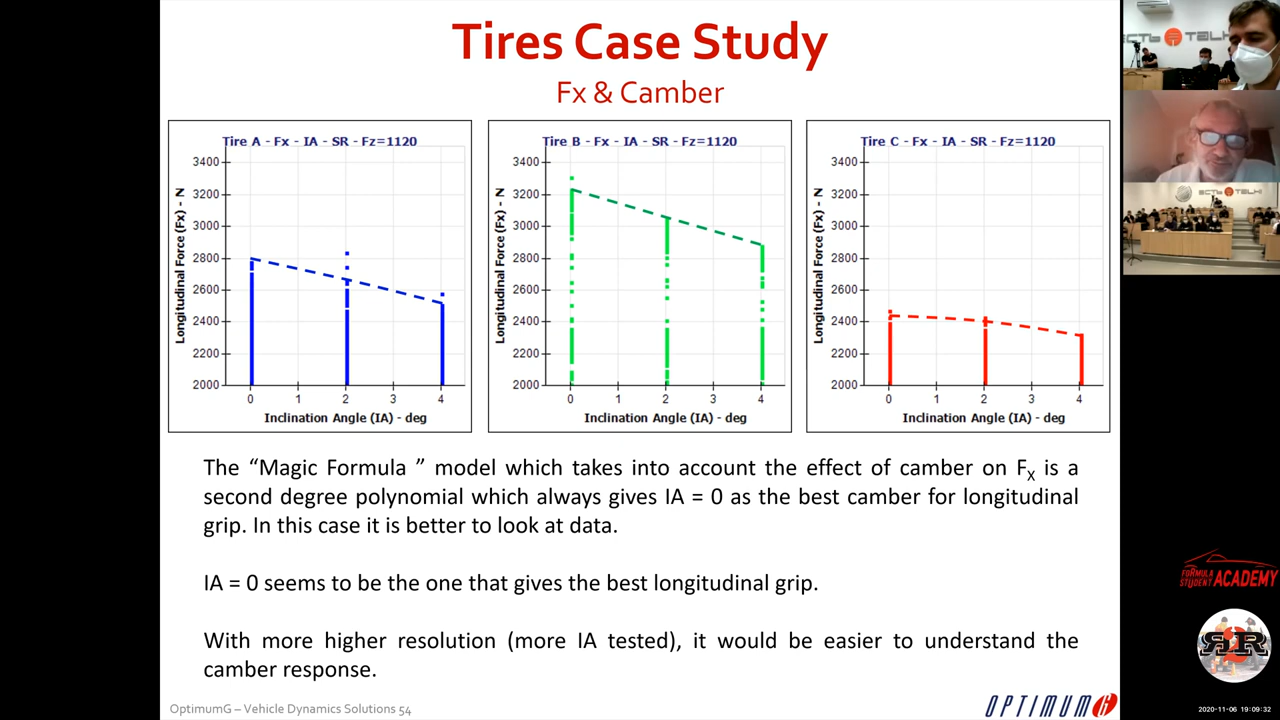 Tires Case Study
Fx & Camber
Tire A - Fx - IA - SR - Fz=1120
3400
3200
3000
2800
2600
2400
2200
2000
Longitudinal Force (Fx) - N
0 1 2 3 4
Inclination Angle (IA) - deg
Tire B - Fx - IA - SR - Fz=1120
3400
3200
3000
2800
2600
2400
2200
2000
Longitudinal Force (Fx) - N
0 1 2 3 4
Inclination Angle (IA) - deg
Tire C - Fx - IA - SR - Fz=1120
3400
3200
3000
2800
2600
2400
2200
2000
Longitudinal Force (Fx) - N
0 1 2 3 4
Inclination Angle (IA) - deg
The “Magic Formula ” model which takes into account the effect of camber on FX is a
second degree polynomial which always gives IA = 0 as the best camber for longitudinal
grip. In this case it is better to look at data.
IA = 0 seems to be the one that gives the best longitudinal grip.
With more higher resolution (more IA tested), it would be easier to understand the
camber response.
OptimumG – Vehicle Dynamics Solutions 54
OPTIMUMG
FORMULA
STUDENT ACADEMY
2020-11-06 19:09:32